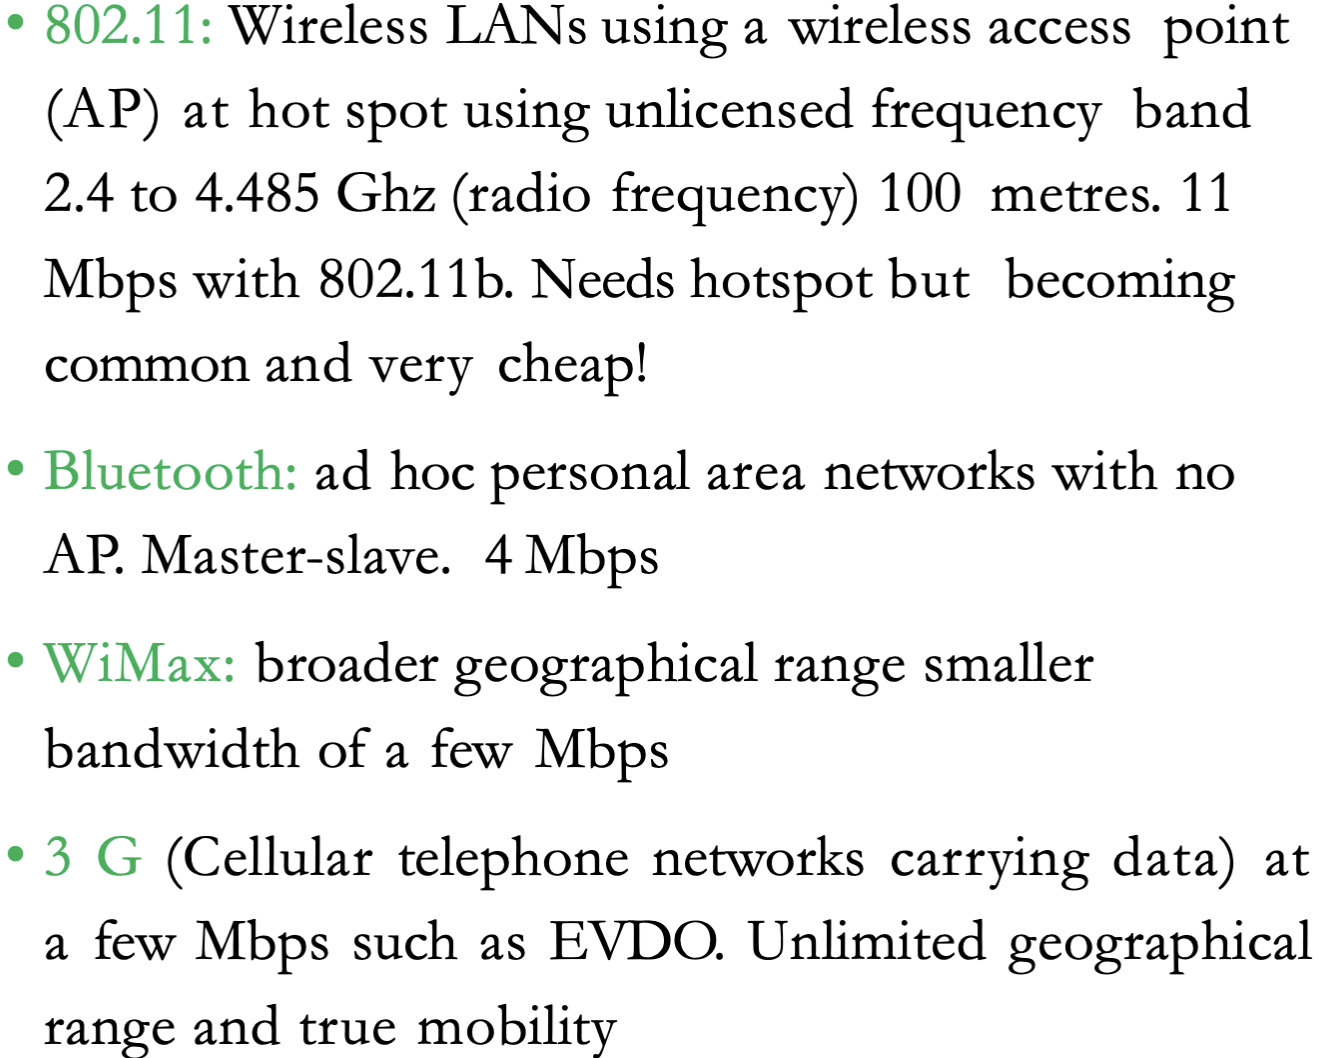 • 802.11: Wireless LANs using a wireless access point
(AP) at hot spot using unlicensed frequency band
2.4 to 4.485 Ghz (radio frequency) 100 metres. 11
Mbps with 802.11b. Needs hotspot but becoming
common and very cheap!
• Bluetooth: ad hoc personal area networks with no
AP. Master-slave. 4 Mbps
• WiMax: broader geographical range smaller
bandwidth of a few Mbps
• 3 G (Cellular telephone networks carrying data) at
a few Mbps such as EVDO. Unlimited geographical
range and true mobility